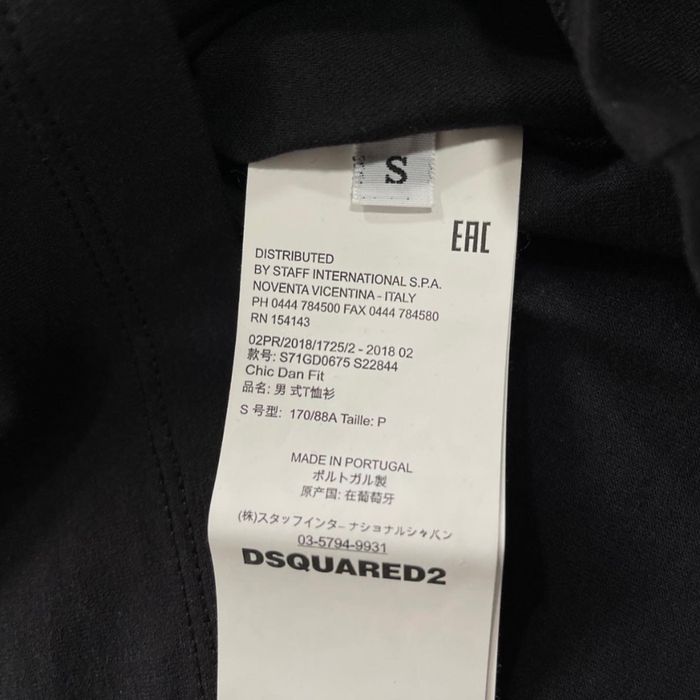 S
EAC
DISTRIBUTED
BY STAFF INTERNATIONAL S.P.A.
NOVENTA VICENTINA - ITALY
PH 0444 784500 FAX 0444 784580
RN 154143
02PR/2018/1725/2 - 2018 02
款号: S71GD0675 S22844
Chic Dan Fit
品名: 男 式T恤衫
S 号型: 170/88A Taille: P
MADE IN PORTUGAL
ポルトガル製
原产国: 在葡萄牙
(株)スタッフインターナショナルジャパン
03-5794-9931
DSQUARED2